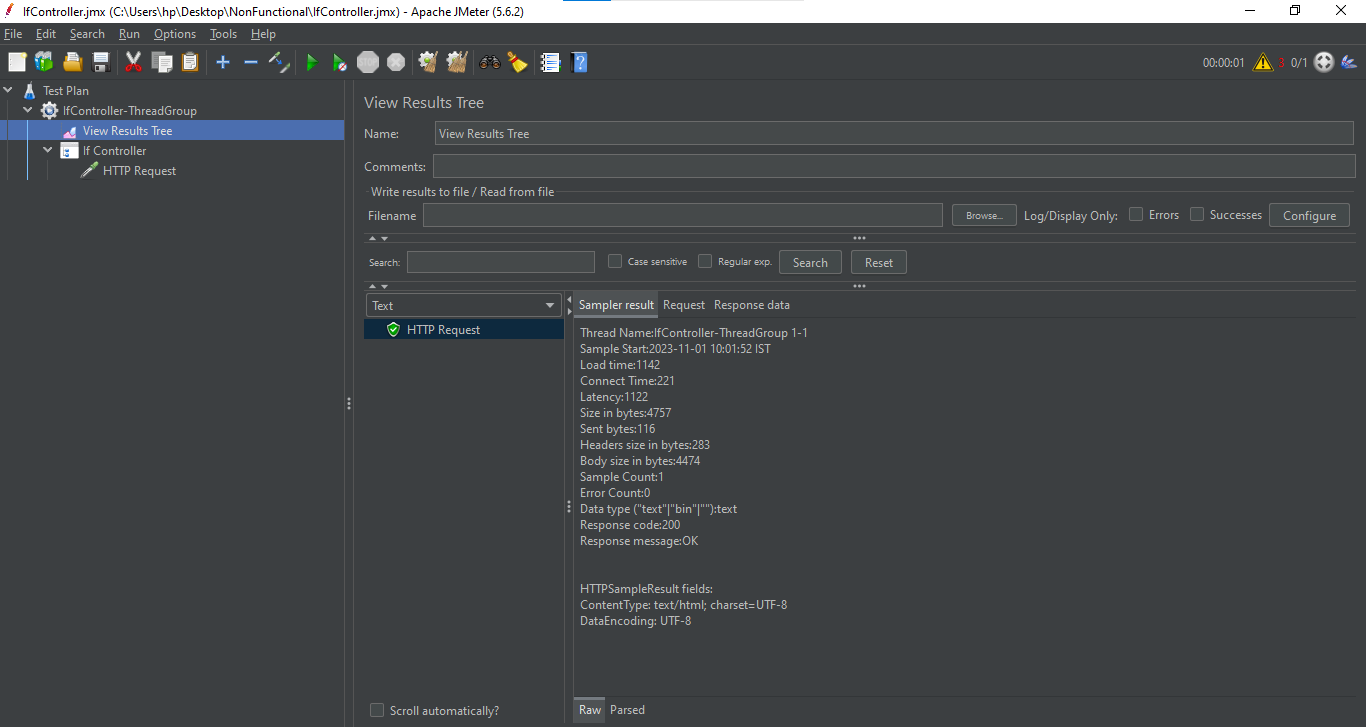 IfController.jmx (C:\Users\hp\Desktop\NonFunctional\IfController.jmx) - Apache JMeter (5.6.2)
File Edit Search Run Options Tools Help
STOP 00:00:01 3 0/1
Test Plan
IfController-ThreadGroup
View Results Tree
If Controller
HTTP Request
View Results Tree
Name: View Results Tree
Comments:
Write results to file / Read from file
Filename Browse... Log/Display Only: Errors Successes Configure
Search: Case sensitive Regular exp. Search Reset
Text
HTTP Request
Sampler result Request Response data
Thread Name:IfController-ThreadGroup 1-1
Sample Start:2023-11-01 10:01:52 IST
Load time:1142
Connect Time:221
Latency:1122
Size in bytes:4757
Sent bytes:116
Headers size in bytes:283
Body size in bytes:4474
Sample Count:1
Error Count:0
Data type ("text"|"bin"|""):text
Response code:200
Response message:OK
HTTPSampleResult fields:
ContentType: text/html; charset=UTF-8
DataEncoding: UTF-8
Scroll automatically?
Raw Parsed